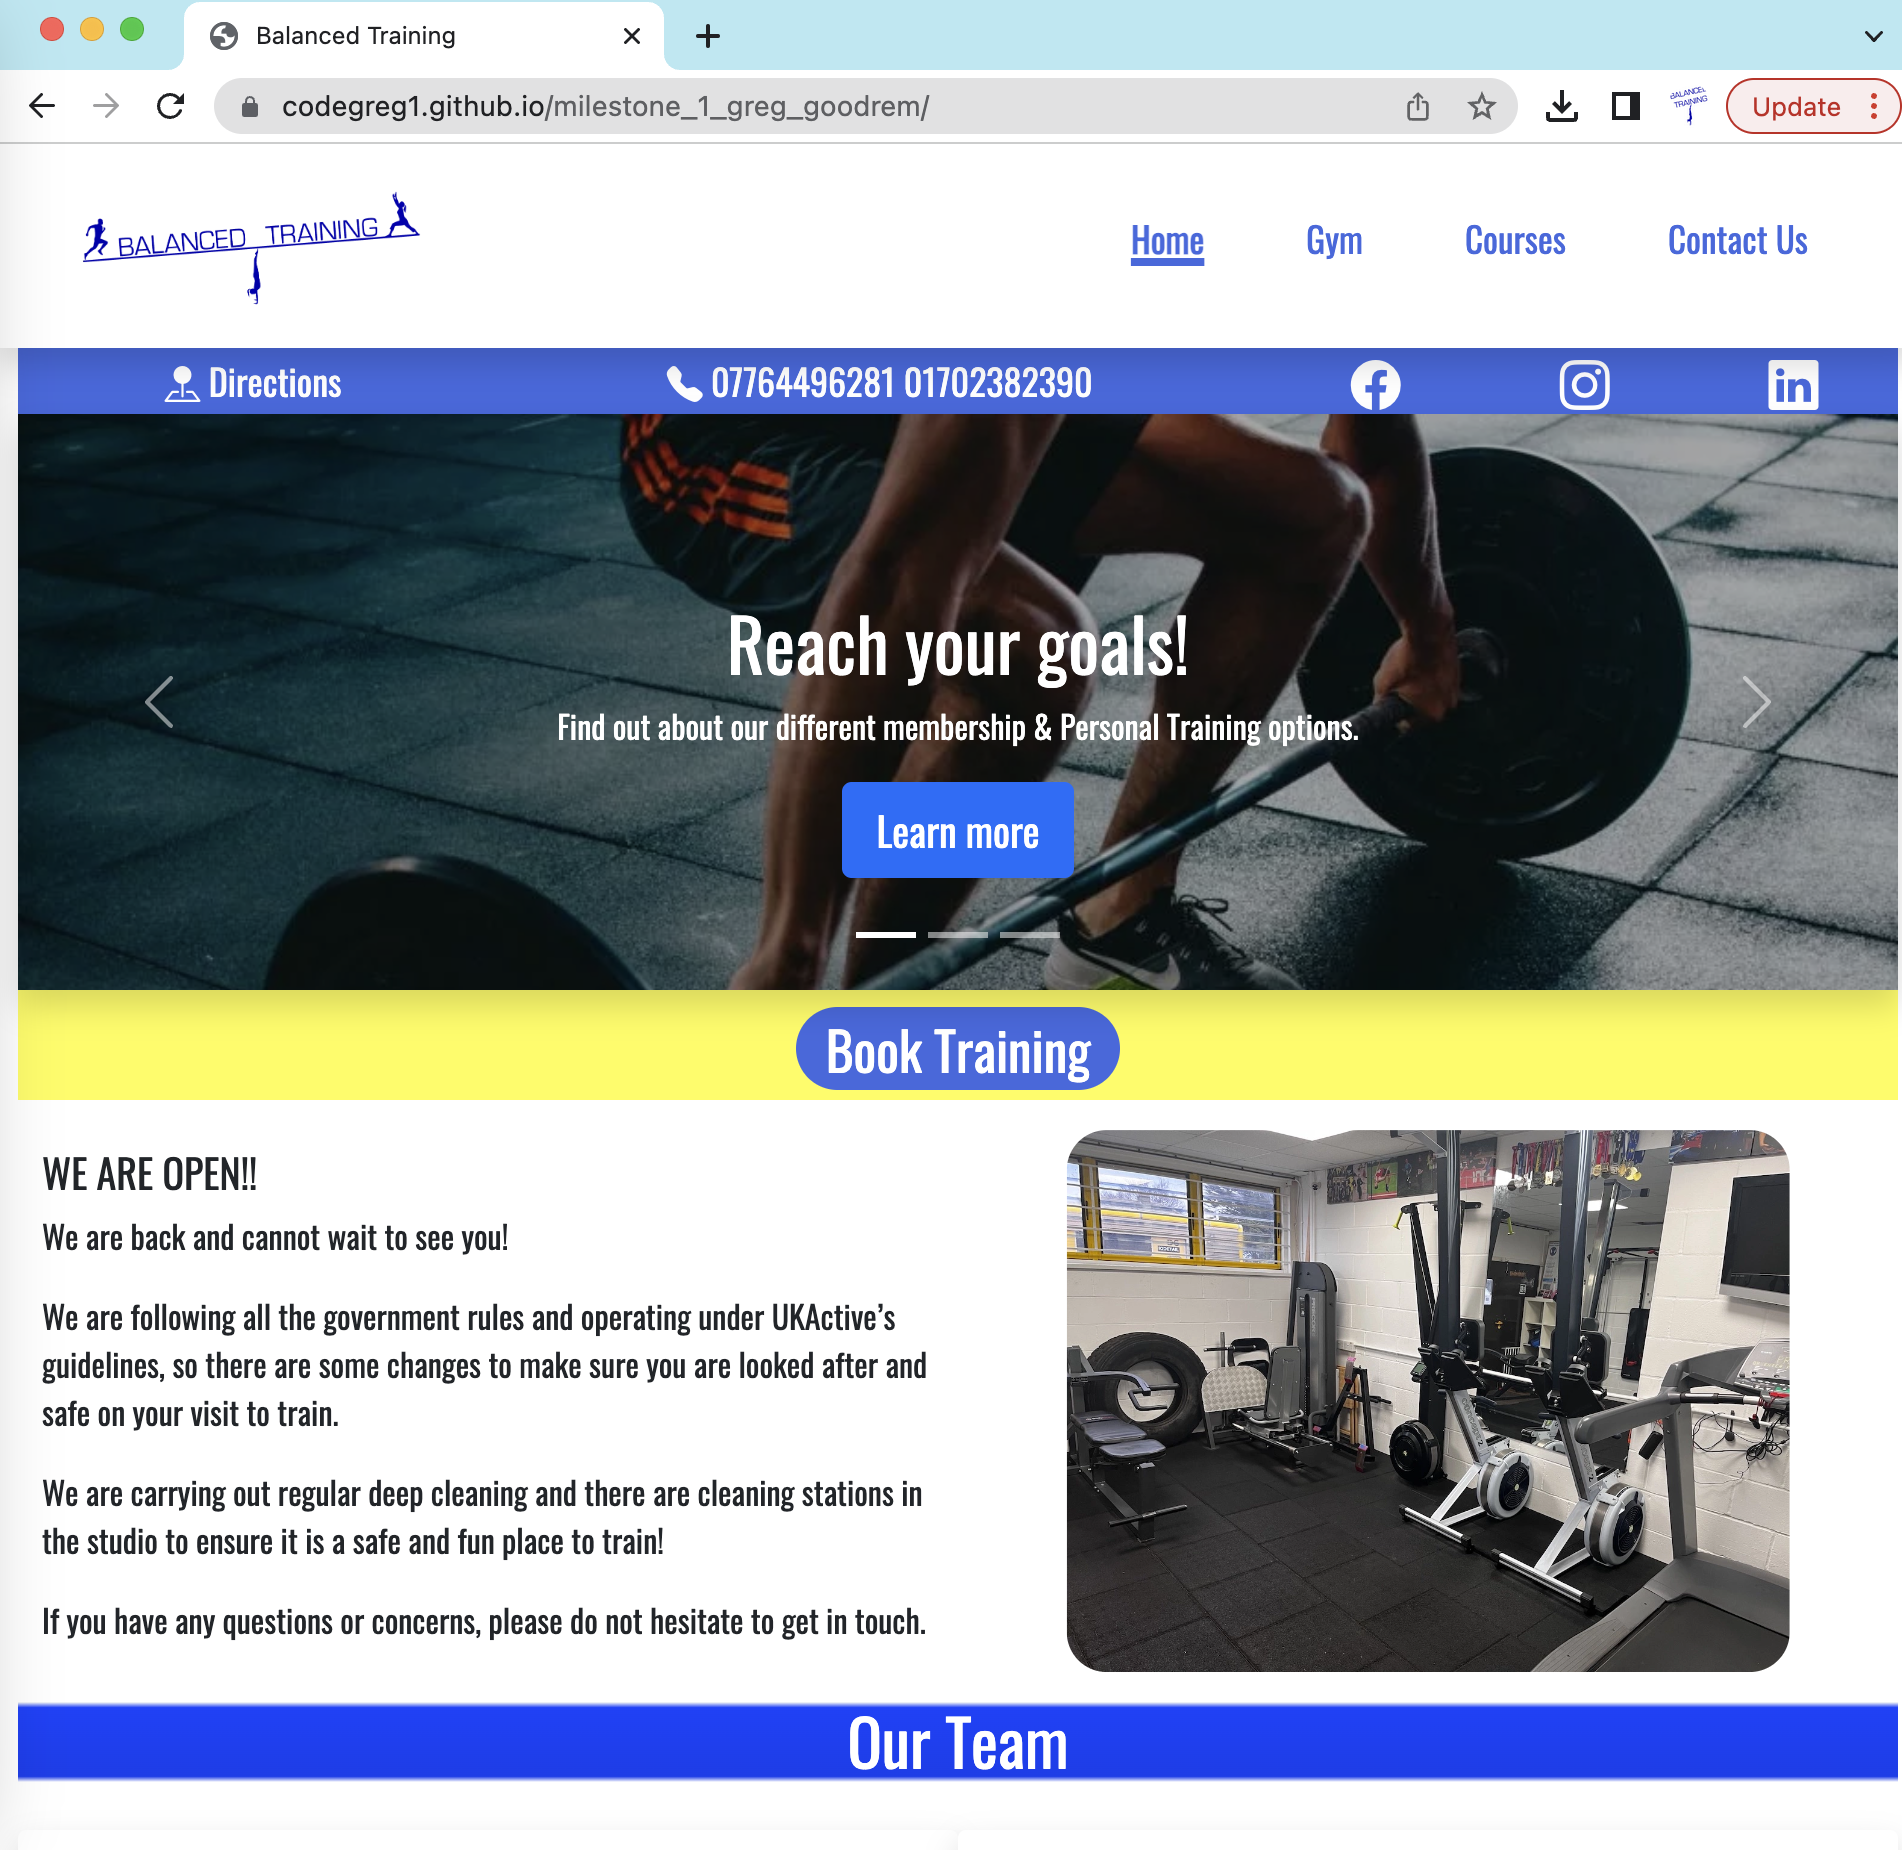 Balanced Training
codegreg1.github.io/milestone_1_greg_goodrem/
BALANCED TRAINING
Update
BALANCED TRAINING
Home Gym Courses Contact Us
Directions 07764496281 01702382390
Reach your goals!
Find out about our different membership & Personal Training options.
Learn more
Book Training
WE ARE OPEN!!
We are back and cannot wait to see you!
We are following all the government rules and operating under UKActive’s
guidelines, so there are some changes to make sure you are looked after and
safe on your visit to train.
We are carrying out regular deep cleaning and there are cleaning stations in
the studio to ensure it is a safe and fun place to train!
If you have any questions or concerns, please do not hesitate to get in touch.
Our Team